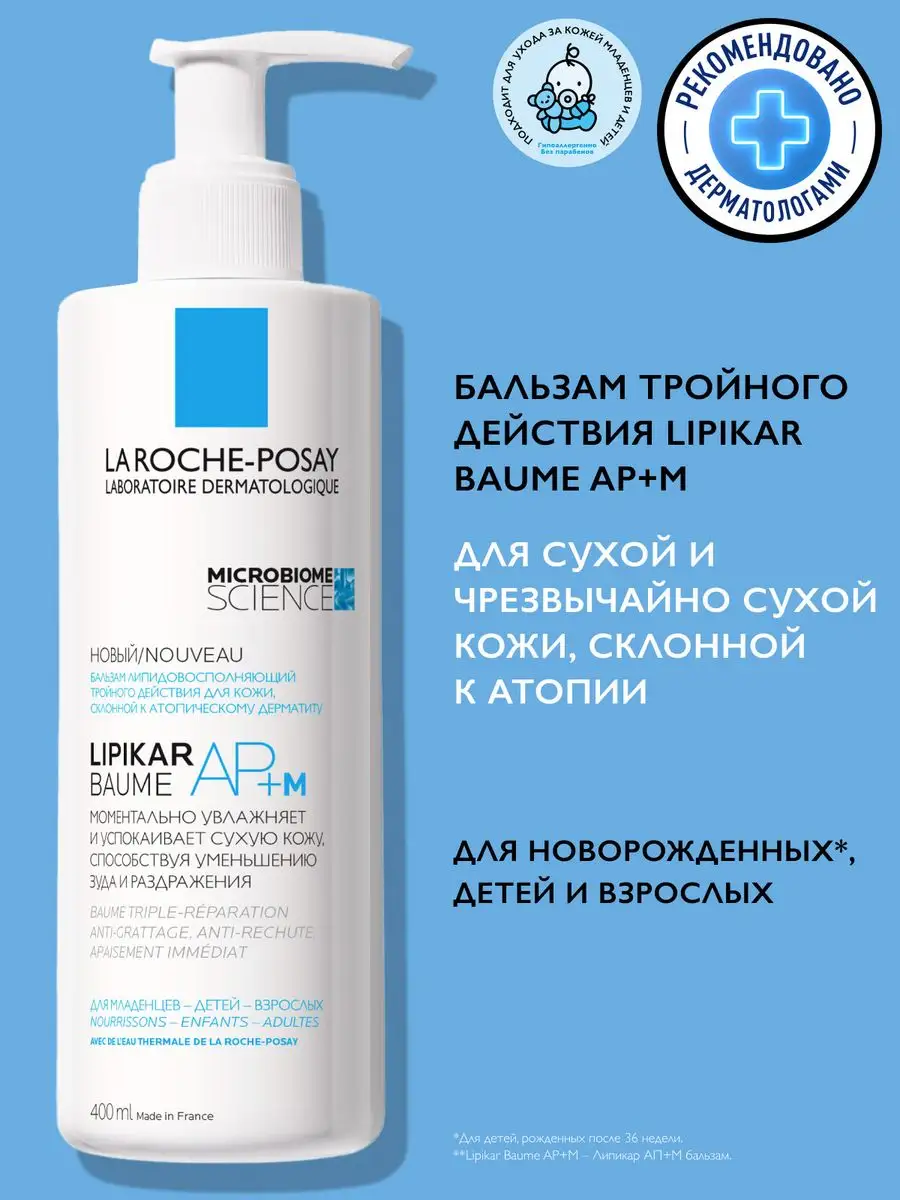 ПОДХОДИТ ДЛЯ УХОДА ЗА КОЖЕЙ МЛАДЕНЦЕВ И ДЕТЕЙ
Гипоаллергенно
Без парабенов
РЕКОМЕНДОВАНО
ДЕРМАТОЛОГАМИ
LA ROCHE-POSAY
LABORATOIRE DERMATOLOGIQUE
MICROBIOME
SCIENCE
НОВЫЙ/NOUVEAU
БАЛЬЗАМ ЛИПИДОВОСПОЛНЯЮЩИЙ
ТРОЙНОГО ДЕЙСТВИЯ ДЛЯ КОЖИ,
СКЛОННОЙ К АТОПИЧЕСКОМУ ДЕРМАТИТУ
LIPIKAR
BAUME AP+M
МОМЕНТАЛЬНО УВЛАЖНЯЕТ
И УСПОКАИВАЕТ СУХУЮ КОЖУ,
СПОСОБСТВУЯ УМЕНЬШЕНИЮ
ЗУДА И РАЗДРАЖЕНИЯ
BAUME TRIPLE-RÉPARATION
ANTI-GRATTAGE, ANTI-RECHUTE
APAISEMENT IMMÉDIAT
ДЛЯ МЛАДЕНЦЕВ – ДЕТЕЙ – ВЗРОСЛЫХ
NOURRISSONS – ENFANTS – ADULTES
AVEC DE L'EAU THERMALE DE LA ROCHE-POSAY
400 ml Made in France
БАЛЬЗАМ ТРОЙНОГО
ДЕЙСТВИЯ LIPIKAR
BAUME AP+M
ДЛЯ СУХОЙ И
ЧРЕЗВЫЧАЙНО СУХОЙ
КОЖИ, СКЛОННОЙ
К АТОПИИ
ДЛЯ НОВОРОЖДЕННЫХ*,
ДЕТЕЙ И ВЗРОСЛЫХ
*Для детей, рожденных после 36 недели.
**Lipikar Baume AP+M – Липикар АП+М бальзам.